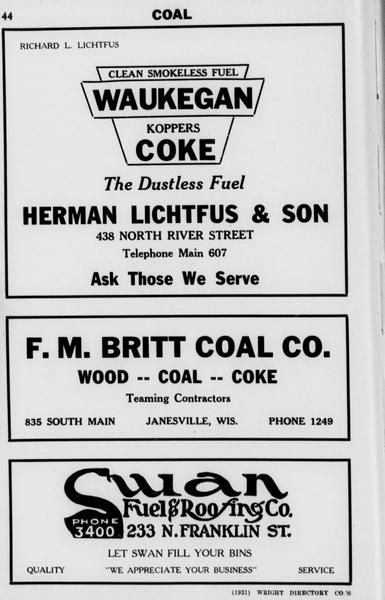 44
COAL
RICHARD L. LICHTFUS
CLEAN SMOKELESS FUEL
WAUKEGAN
KOPPERS
COKE
The Dustless Fuel
HERMAN LICHTFUS & SON
438 NORTH RIVER STREET
Telephone Main 607
Ask Those We Serve
F. M. BRITT COAL CO.
WOOD -- COAL -- COKE
Teaming Contractors
835 SOUTH MAIN JANESVILLE, WIS. PHONE 1249
Swan
Fuel & Roofing Co.
PHONE
3400
233 N. FRANKLIN ST.
LET SWAN FILL YOUR BINS
QUALITY "WE APPRECIATE YOUR BUSINESS" SERVICE
(1931) WRIGHT DIRECTORY CO.'S